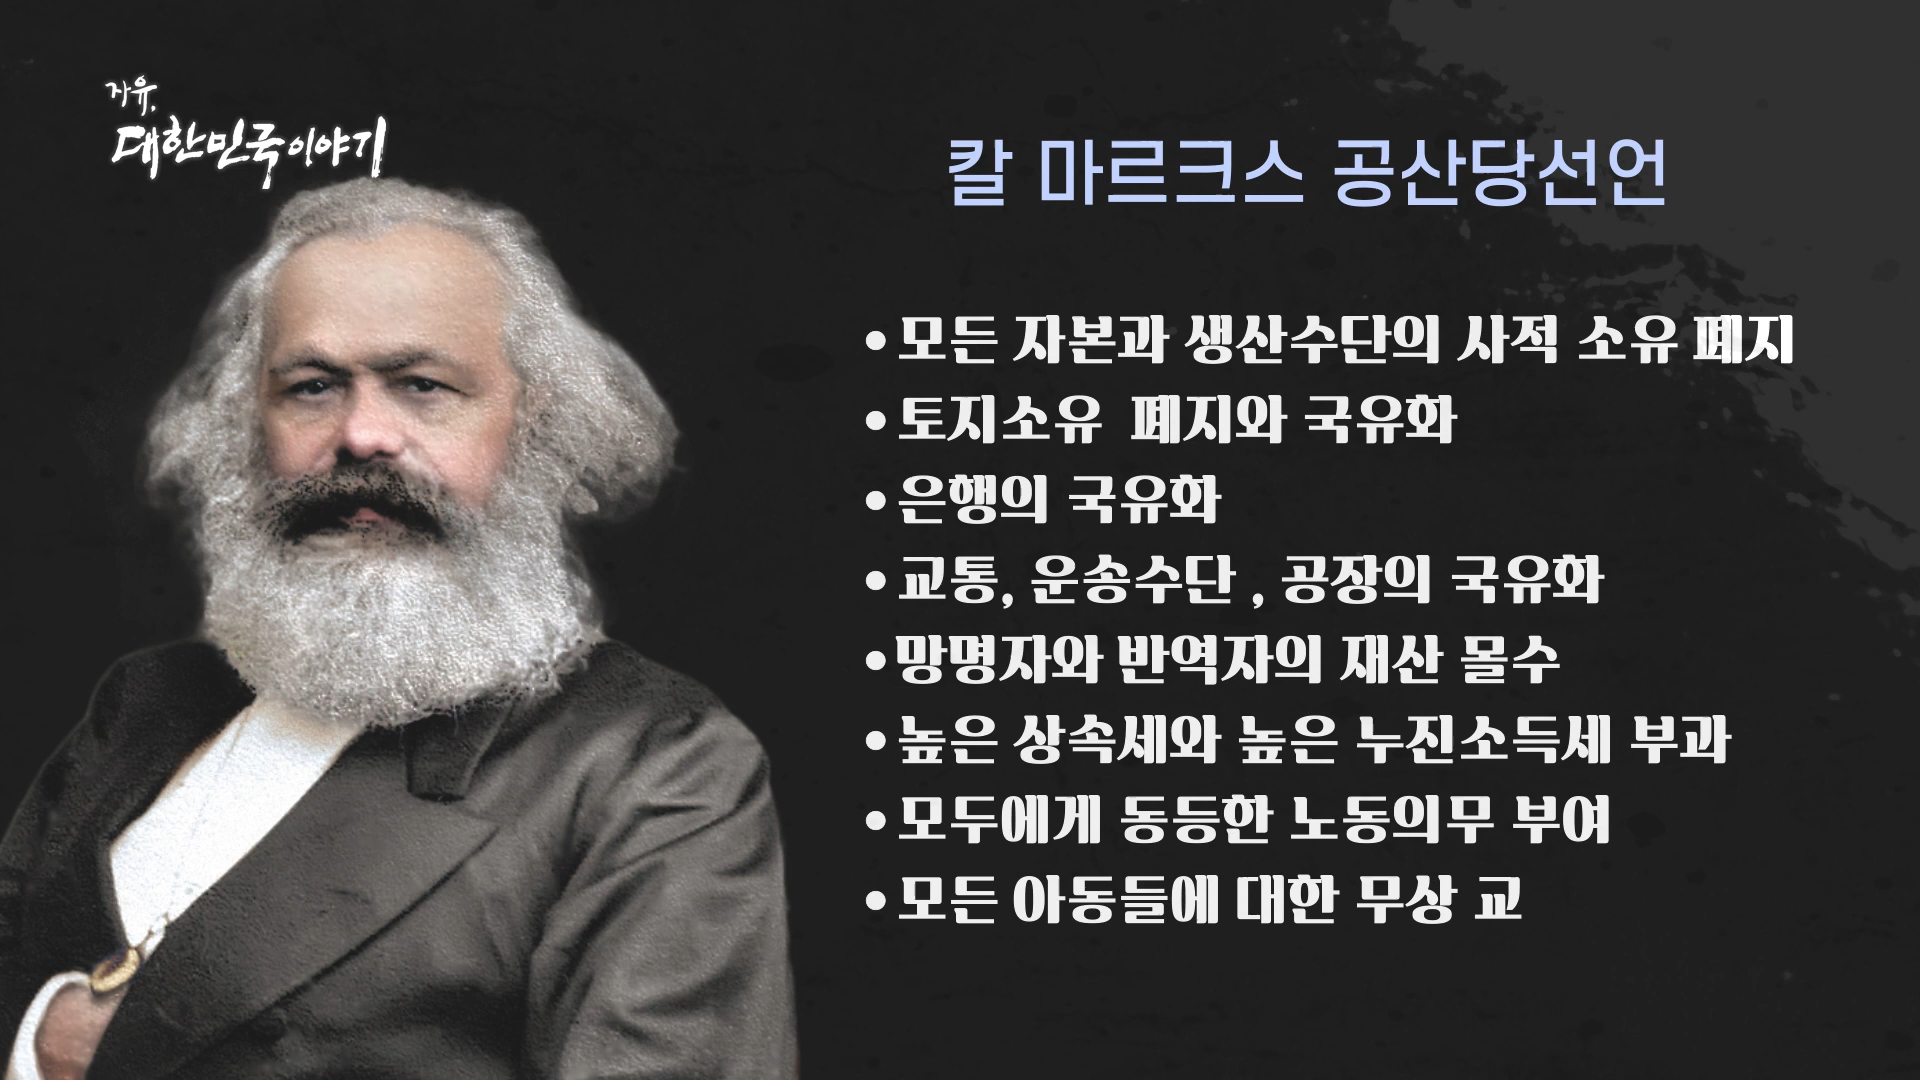 자유,
대한민국이야기
칼 마르크스 공산당선언
•모든 자본과 생산수단의 사적 소유 폐지
•토지소유 폐지와 국유화
•은행의 국유화
•교통, 운송수단 , 공장의 국유화
•망명자와 반역자의 재산 몰수
•높은 상속세와 높은 누진소득세 부과
•모두에게 동등한 노동의무 부여
•모든 아동들에 대한 무상 교